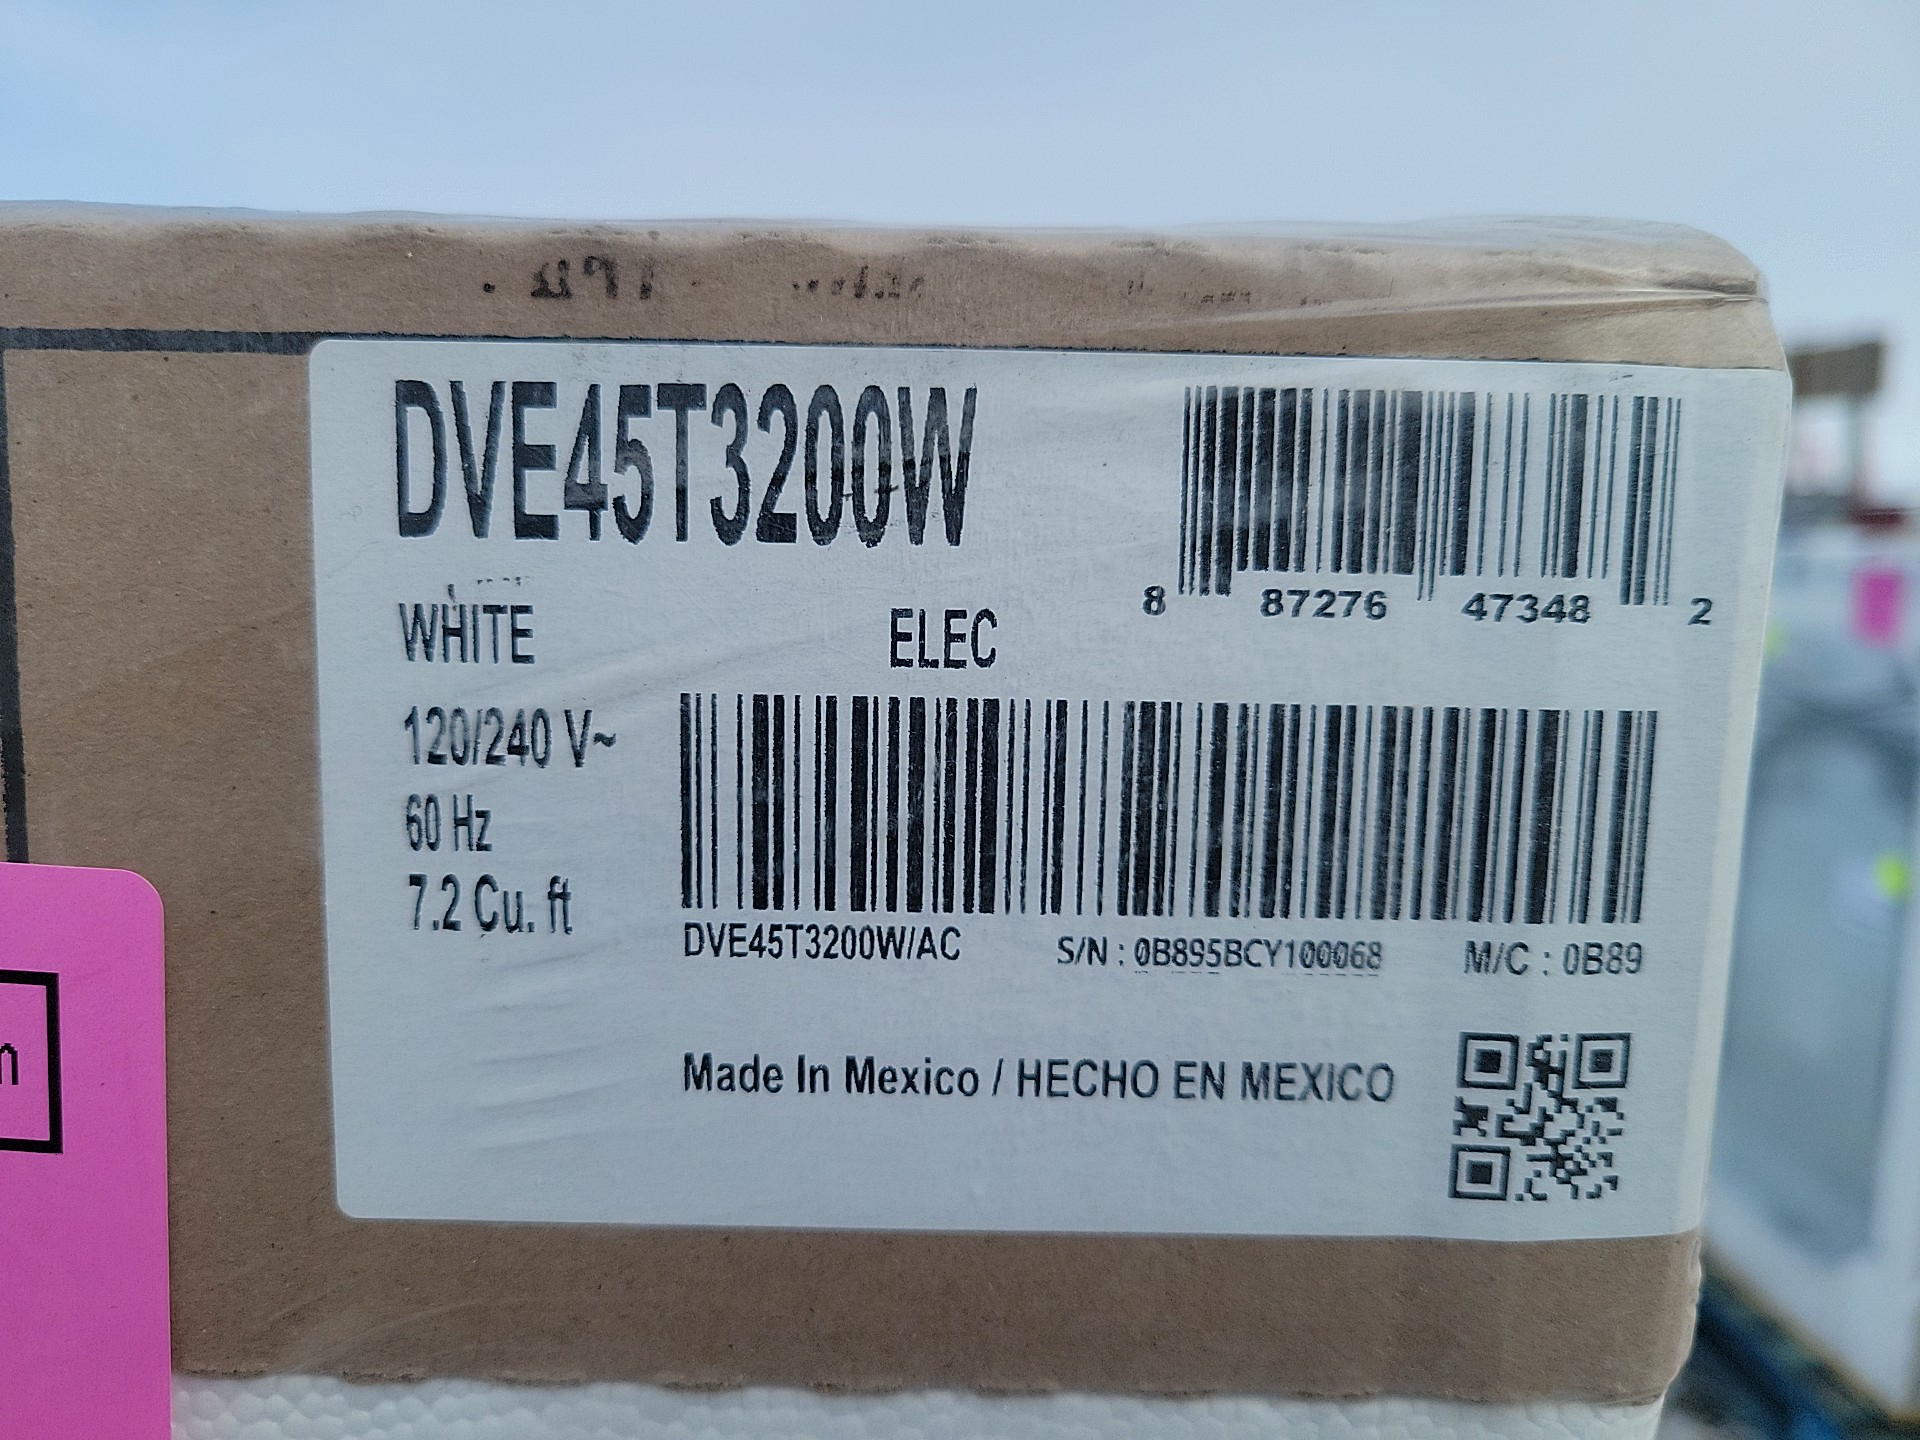 DVE45T3200W
8 87276 47348 2
WHITE ELEC
120/240 V~
60 Hz
7.2 Cu. ft
DVE45T3200W/AC S/N : 0B895BCY100068 M/C : 0B89
Made In Mexico / HECHO EN MEXICO